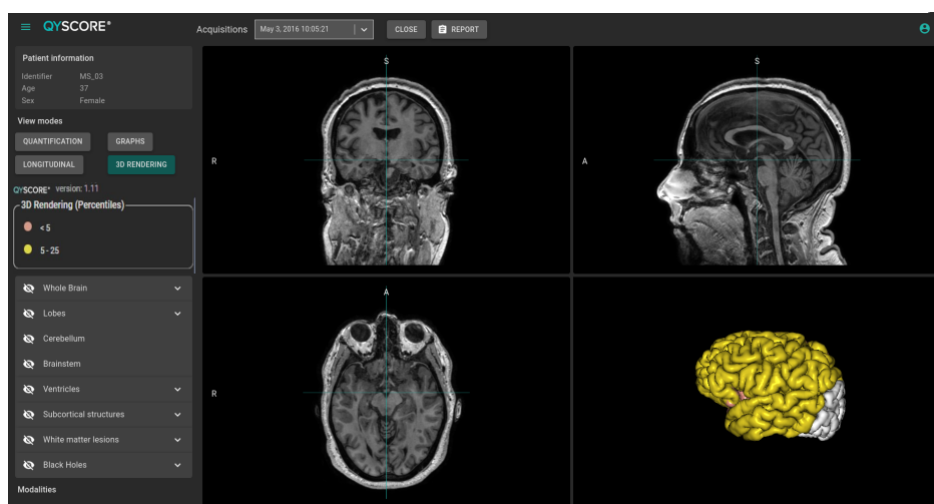 QYSCORE®
Acquisitions May 3, 2016 10:05:21 CLOSE REPORT
Patient information
Identifier MS_03
Age 37
Sex Female
View modes
QUANTIFICATION GRAPHS
LONGITUDINAL 3D RENDERING
QYSCORE® version: 1.11
3D Rendering (Percentiles)
< 5
5 - 25
Whole Brain
Lobes
Cerebellum
Brainstem
Ventricles
Subcortical structures
White matter lesions
Black Holes
Modalities
S
R
S
A
A
R